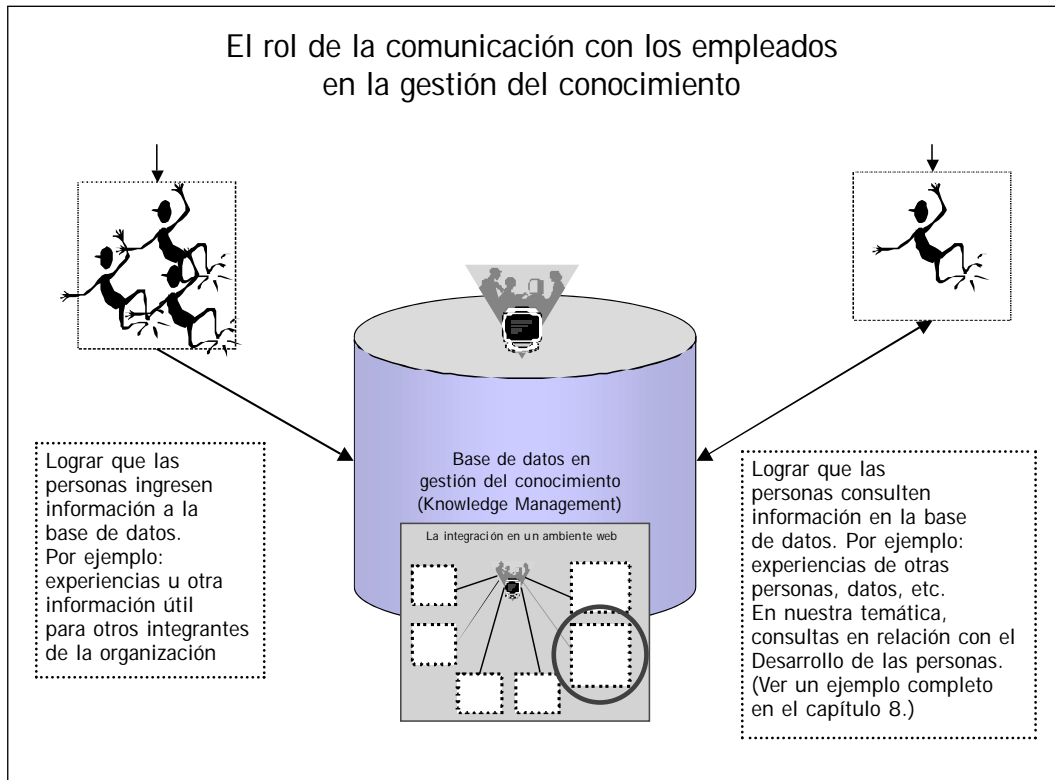 El rol de la comunicación con los empleados
en la gestión del conocimiento
Base de datos en
gestión del conocimiento
(Knowledge Management)
La integración en un ambiente web
Lograr que las
personas ingresen
información a la
base de datos.
Por ejemplo:
experiencias u otra
información útil
para otros integrantes
de la organización
Lograr que las
personas consulten
información en la base
de datos. Por ejemplo:
experiencias de otras
personas, datos, etc.
En nuestra temática,
consultas en relación con el
Desarrollo de las personas.
(Ver un ejemplo completo
en el capítulo 8.)